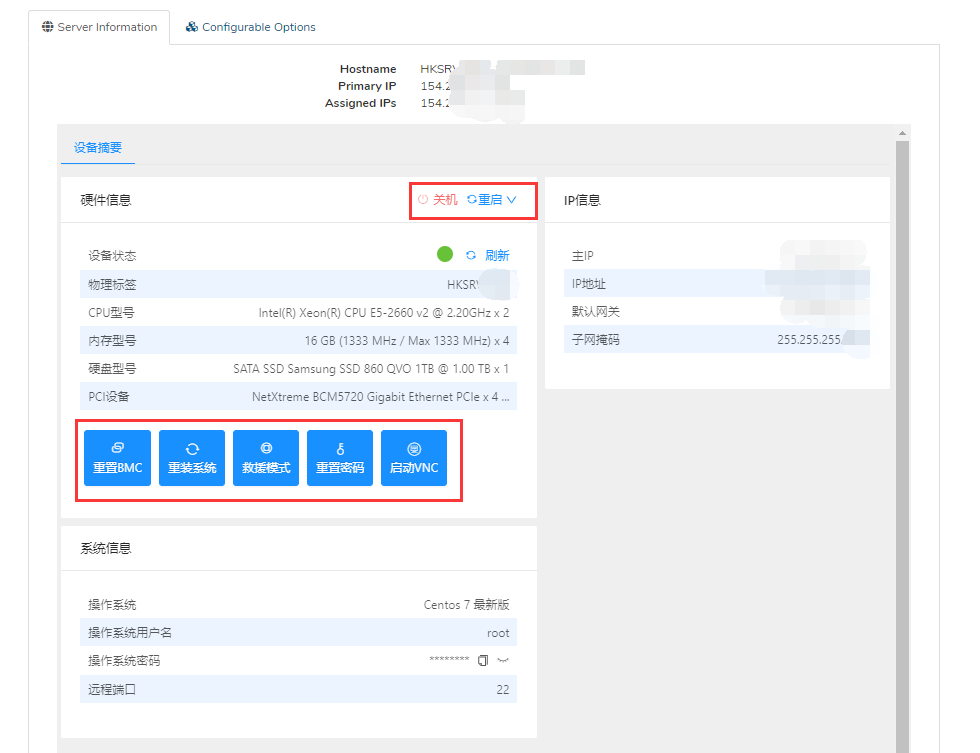 Server Information
Configurable Options
Hostname HKSRV
Primary IP 154.2
Assigned IPs 154.2
设备摘要
硬件信息
关机 重启
设备状态 刷新
物理标签 HKSRV
CPU型号 Intel(R) Xeon(R) CPU E5-2660 v2 @ 2.20GHz x 2
内存型号 16 GB (1333 MHz / Max 1333 MHz) x 4
硬盘型号 SATA SSD Samsung SSD 860 QVO 1TB @ 1.00 TB x 1
PCI设备 NetXtreme BCM5720 Gigabit Ethernet PCIe x 4 ...
重置BMC
重装系统
救援模式
重置密码
启动VNC
IP信息
主IP
IP地址
默认网关
子网掩码 255.255.255.
系统信息
操作系统 Centos 7 最新版
操作系统用户名 root
操作系统密码 ********
远程端口 22